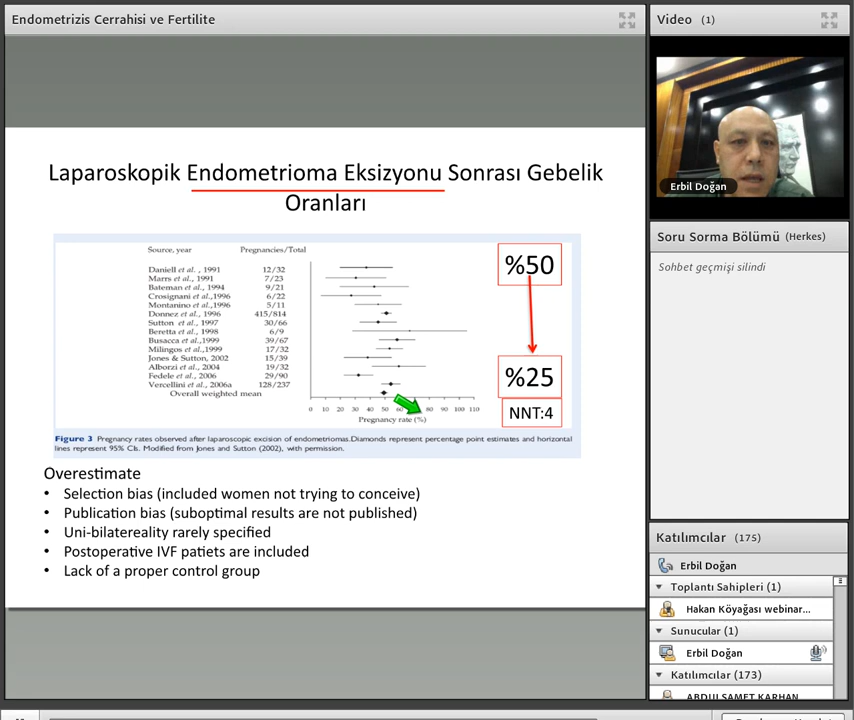 Endometrizis Cerrahisi ve Fertilite
Laparoskopik Endometrioma Eksizyonu Sonrası Gebelik
Oranları
Source, year Pregnancies/Total
Daniell et al., 1991 12/32
Marrs et al., 1991 7/23
Bateman et al., 1994 9/21
Crosignani et al.,1996 6/22
Montanino et al.,1996 5/11
Donnez et al., 1996 415/814
Sutton et al., 1997 30/66
Beretta et al., 1998 6/9
Busacca et al.,1999 39/67
Milingos et al.,1999 17/32
Jones & Sutton, 2002 15/39
Alborzi et al., 2004 19/32
Fedele et al., 2006 29/90
Vercellini et al., 2006a 128/237
Overall weighted mean
0 10 20 30 40 50 60 70 80 90 100 110
Pregnancy rate (%)
%50
%25
NNT:4
Figure 3 Pregnancy rates observed after laparoscopic excision of endometriomas.Diamonds represent percentage point estimates and horizontal
lines represent 95% CIs. Modified from Jones and Sutton (2002), with permission.
Overestimate
• Selection bias (included women not trying to conceive)
• Publication bias (suboptimal results are not published)
• Uni-bilatereality rarely specified
• Postoperative IVF patiets are included
• Lack of a proper control group
Video (1)
Erbil Doğan
Soru Sorma Bölümü (Herkes)
Sohbet geçmişi silindi
Katılımcılar (175)
Erbil Doğan
Toplantı Sahipleri (1)
Hakan Köyağası webinar...
Sunucular (1)
Erbil Doğan
Katılımcılar (173)
ABDULSAMET KARHAN